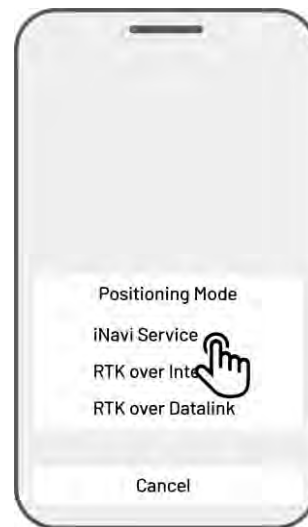 Positioning Mode
iNavi Service
RTK over Inte
RTK over Datalink
Cancel